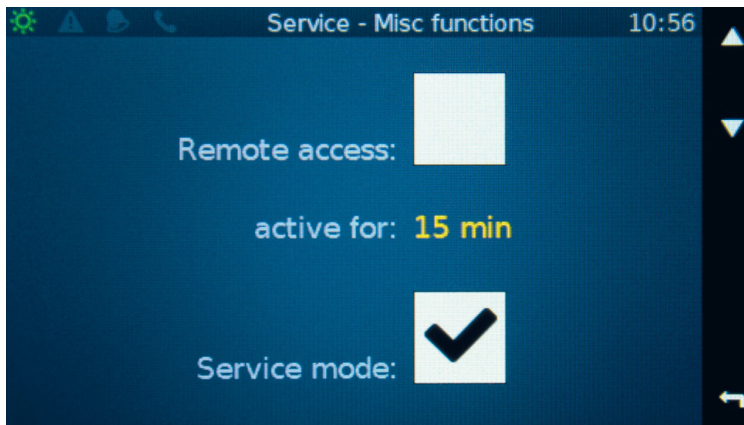 Service - Misc functions 10:56
Remote access:
active for: 15 min
Service mode: